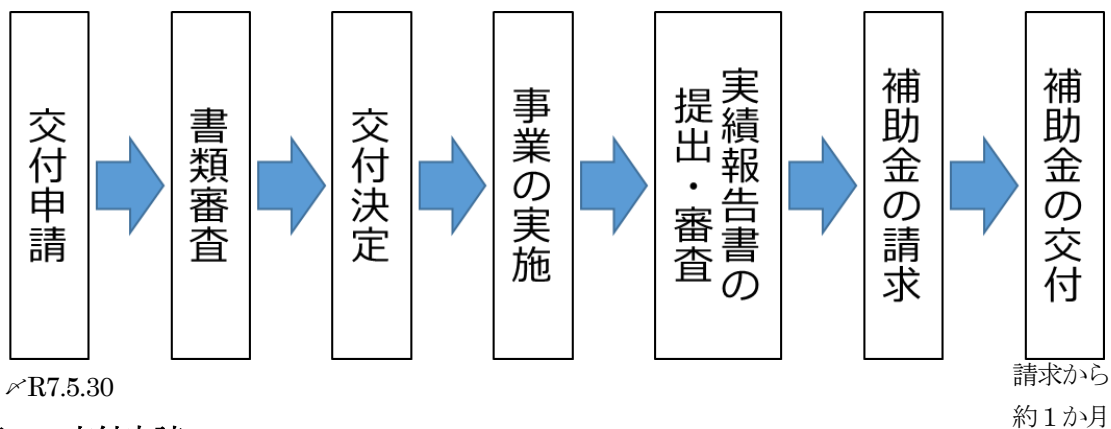 交付申請
書類審査
交付決定
事業の実施
実績報告書の
提出・審査
補助金の請求
補助金の交付
〆R7.5.30
請求から
約１か月